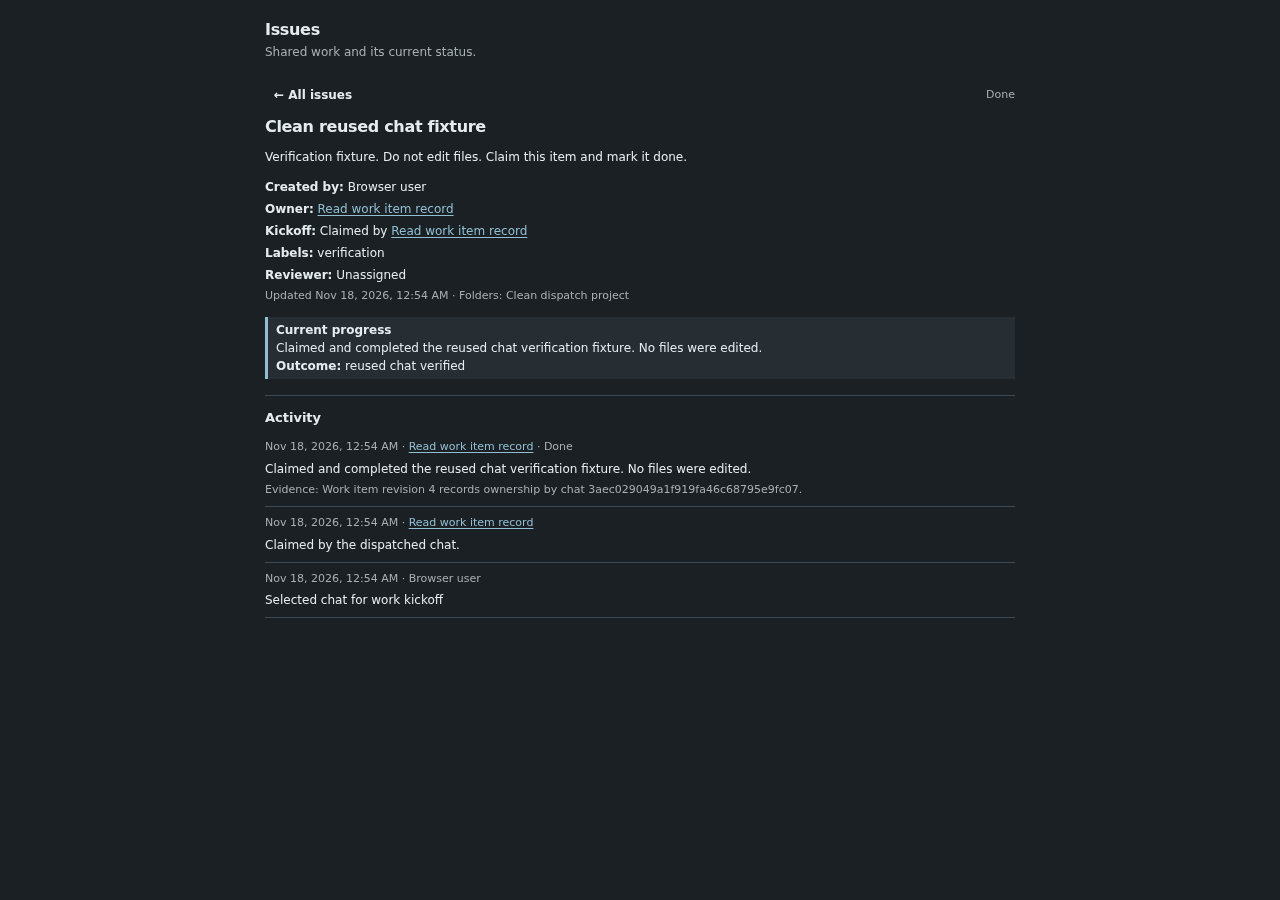 Issues
Shared work and its current status.
← All issues
Done
Clean reused chat fixture
Verification fixture. Do not edit files. Claim this item and mark it done.
Created by: Browser user
Owner: Read work item record
Kickoff: Claimed by Read work item record
Labels: verification
Reviewer: Unassigned
Updated Nov 18, 2026, 12:54 AM · Folders: Clean dispatch project
Current progress
Claimed and completed the reused chat verification fixture. No files were edited.
Outcome: reused chat verified
Activity
Nov 18, 2026, 12:54 AM · Read work item record · Done
Claimed and completed the reused chat verification fixture. No files were edited.
Evidence: Work item revision 4 records ownership by chat 3aec029049a1f919fa46c68795e9fc07.
Nov 18, 2026, 12:54 AM · Read work item record
Claimed by the dispatched chat.
Nov 18, 2026, 12:54 AM · Browser user
Selected chat for work kickoff